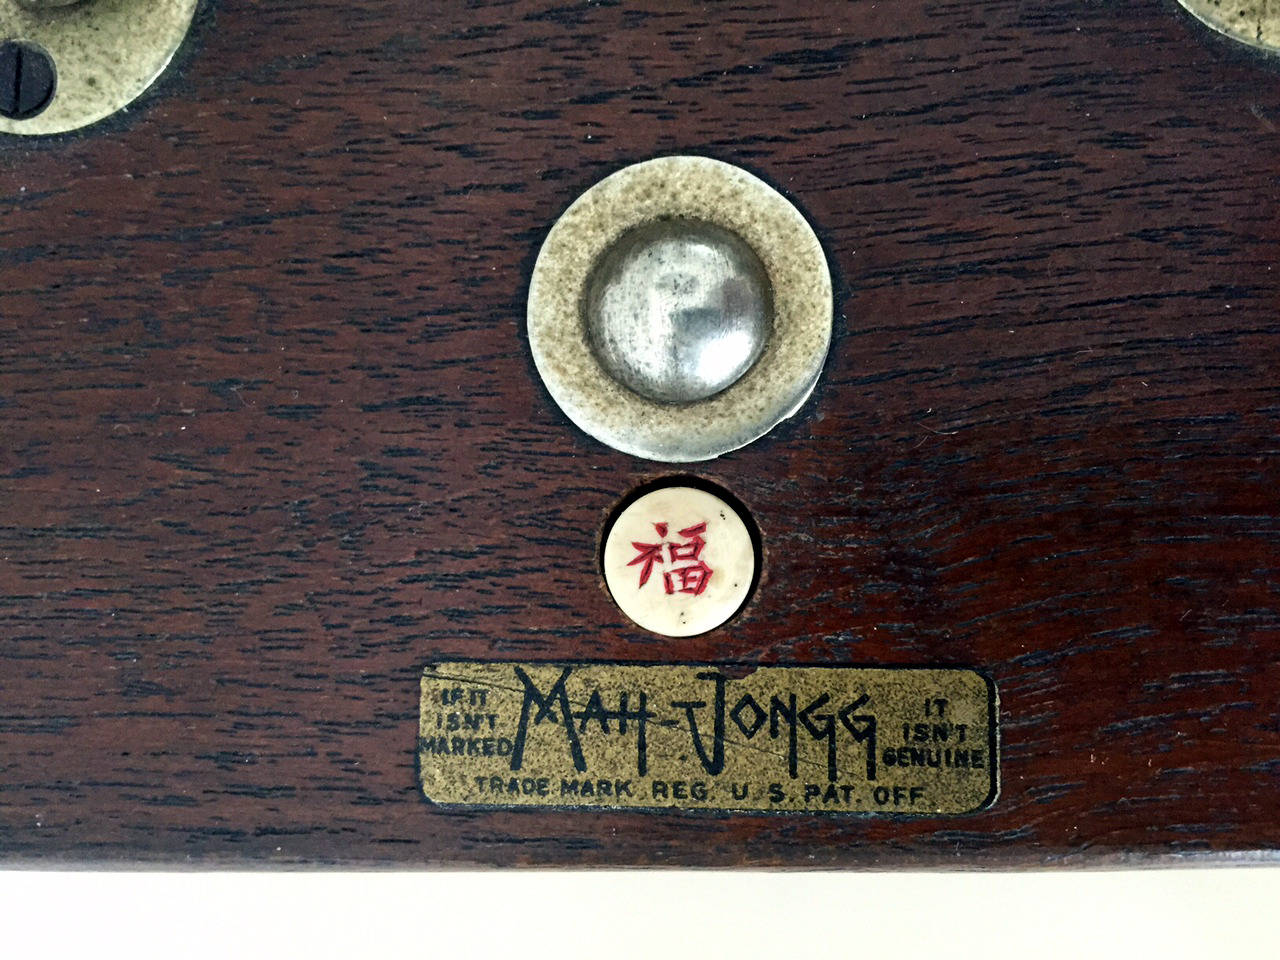 福
IF IT
ISN'T
MARKED
MAH-JONGG
IT
ISN'T
GENUINE
TRADE MARK REG. U.S. PAT. OFF.